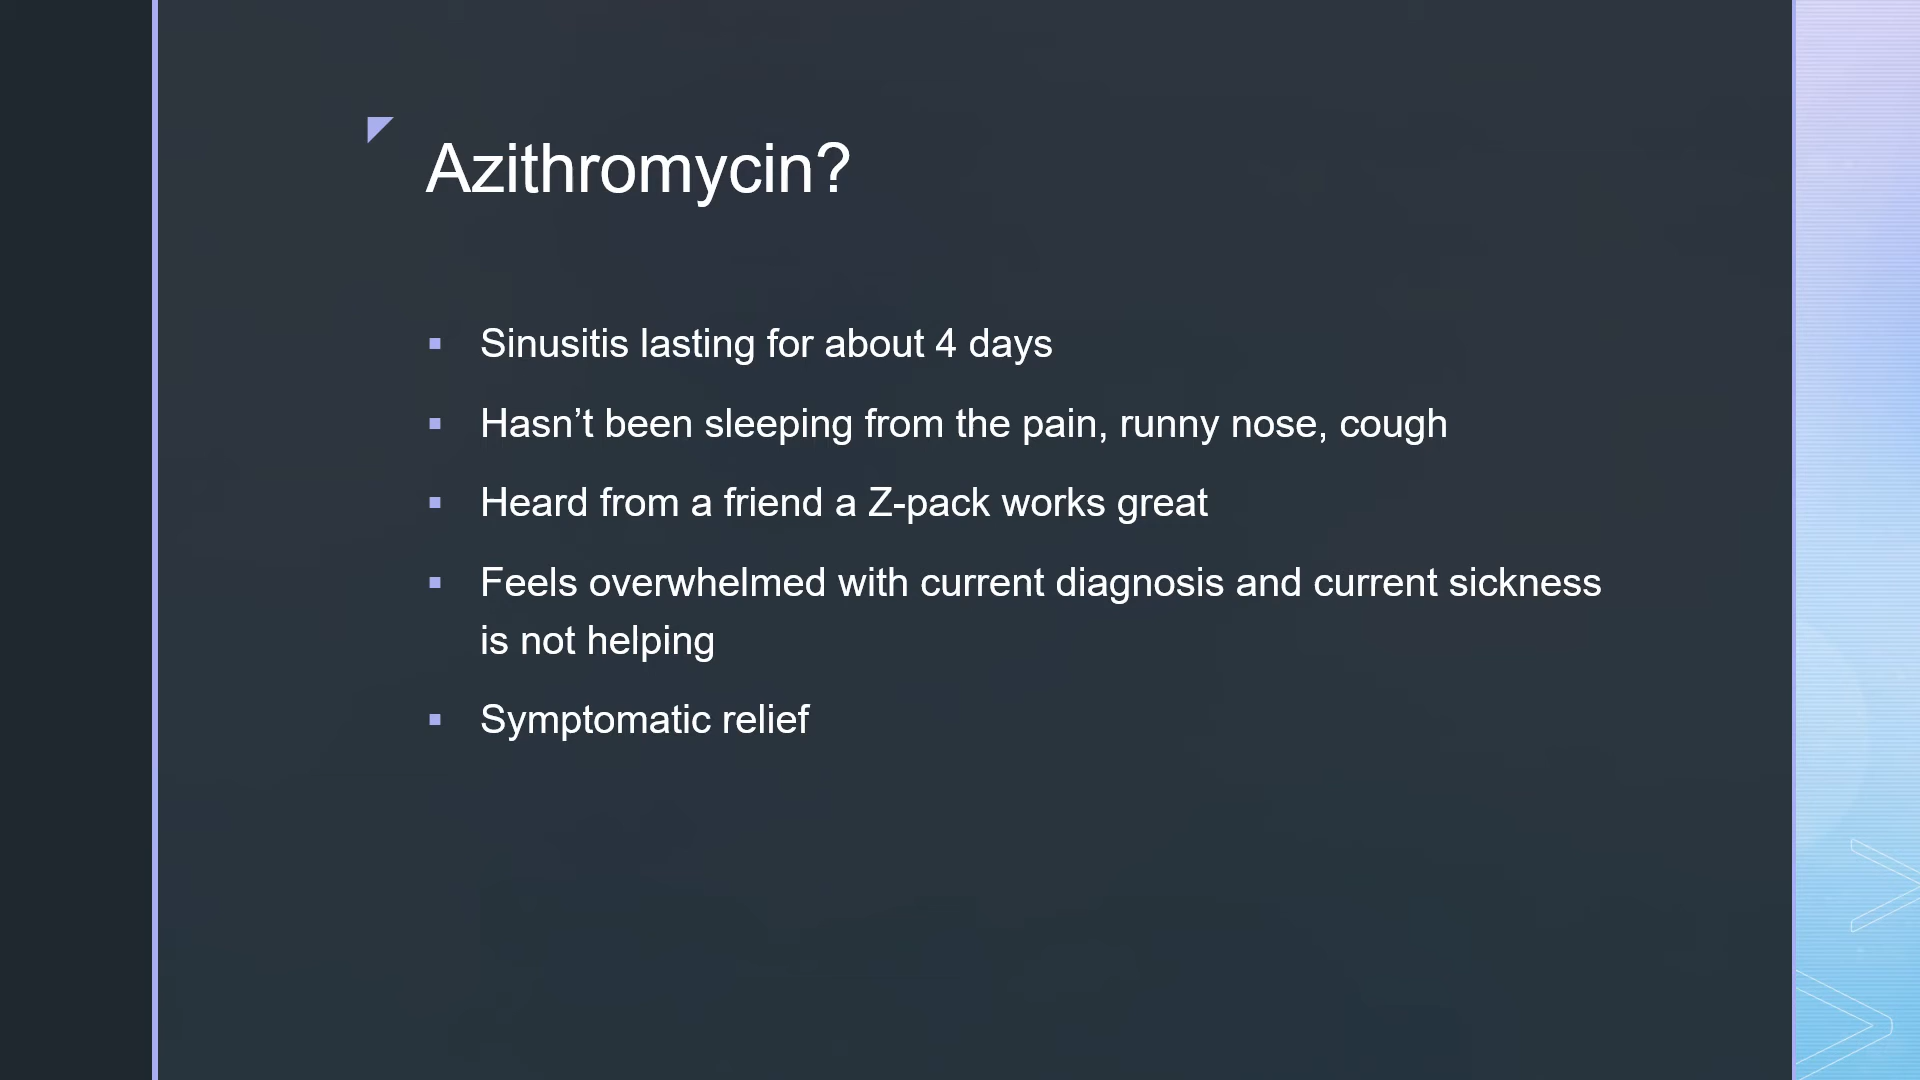 Azithromycin?
Sinusitis lasting for about 4 days
Hasn’t been sleeping from the pain, runny nose, cough
Heard from a friend a Z-pack works great
Feels overwhelmed with current diagnosis and current sickness
is not helping
Symptomatic relief